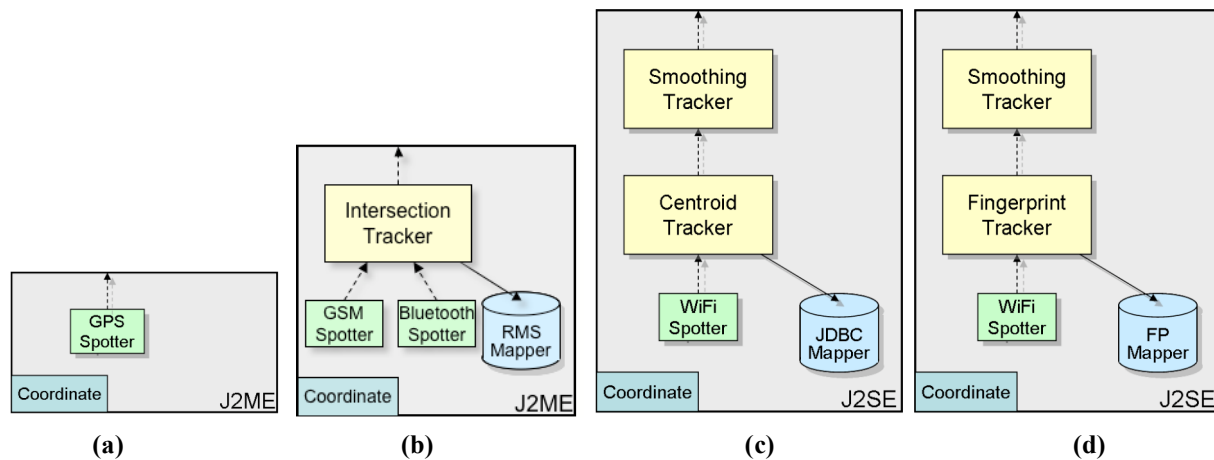 GPS
Spotter
Coordinate
J2ME
(a)
Intersection
Tracker
GSM
Spotter
Bluetooth
Spotter
RMS
Mapper
Coordinate
J2ME
(b)
Smoothing
Tracker
Centroid
Tracker
WiFi
Spotter
JDBC
Mapper
Coordinate
J2SE
(c)
Smoothing
Tracker
Fingerprint
Tracker
WiFi
Spotter
FP
Mapper
Coordinate
J2SE
(d)